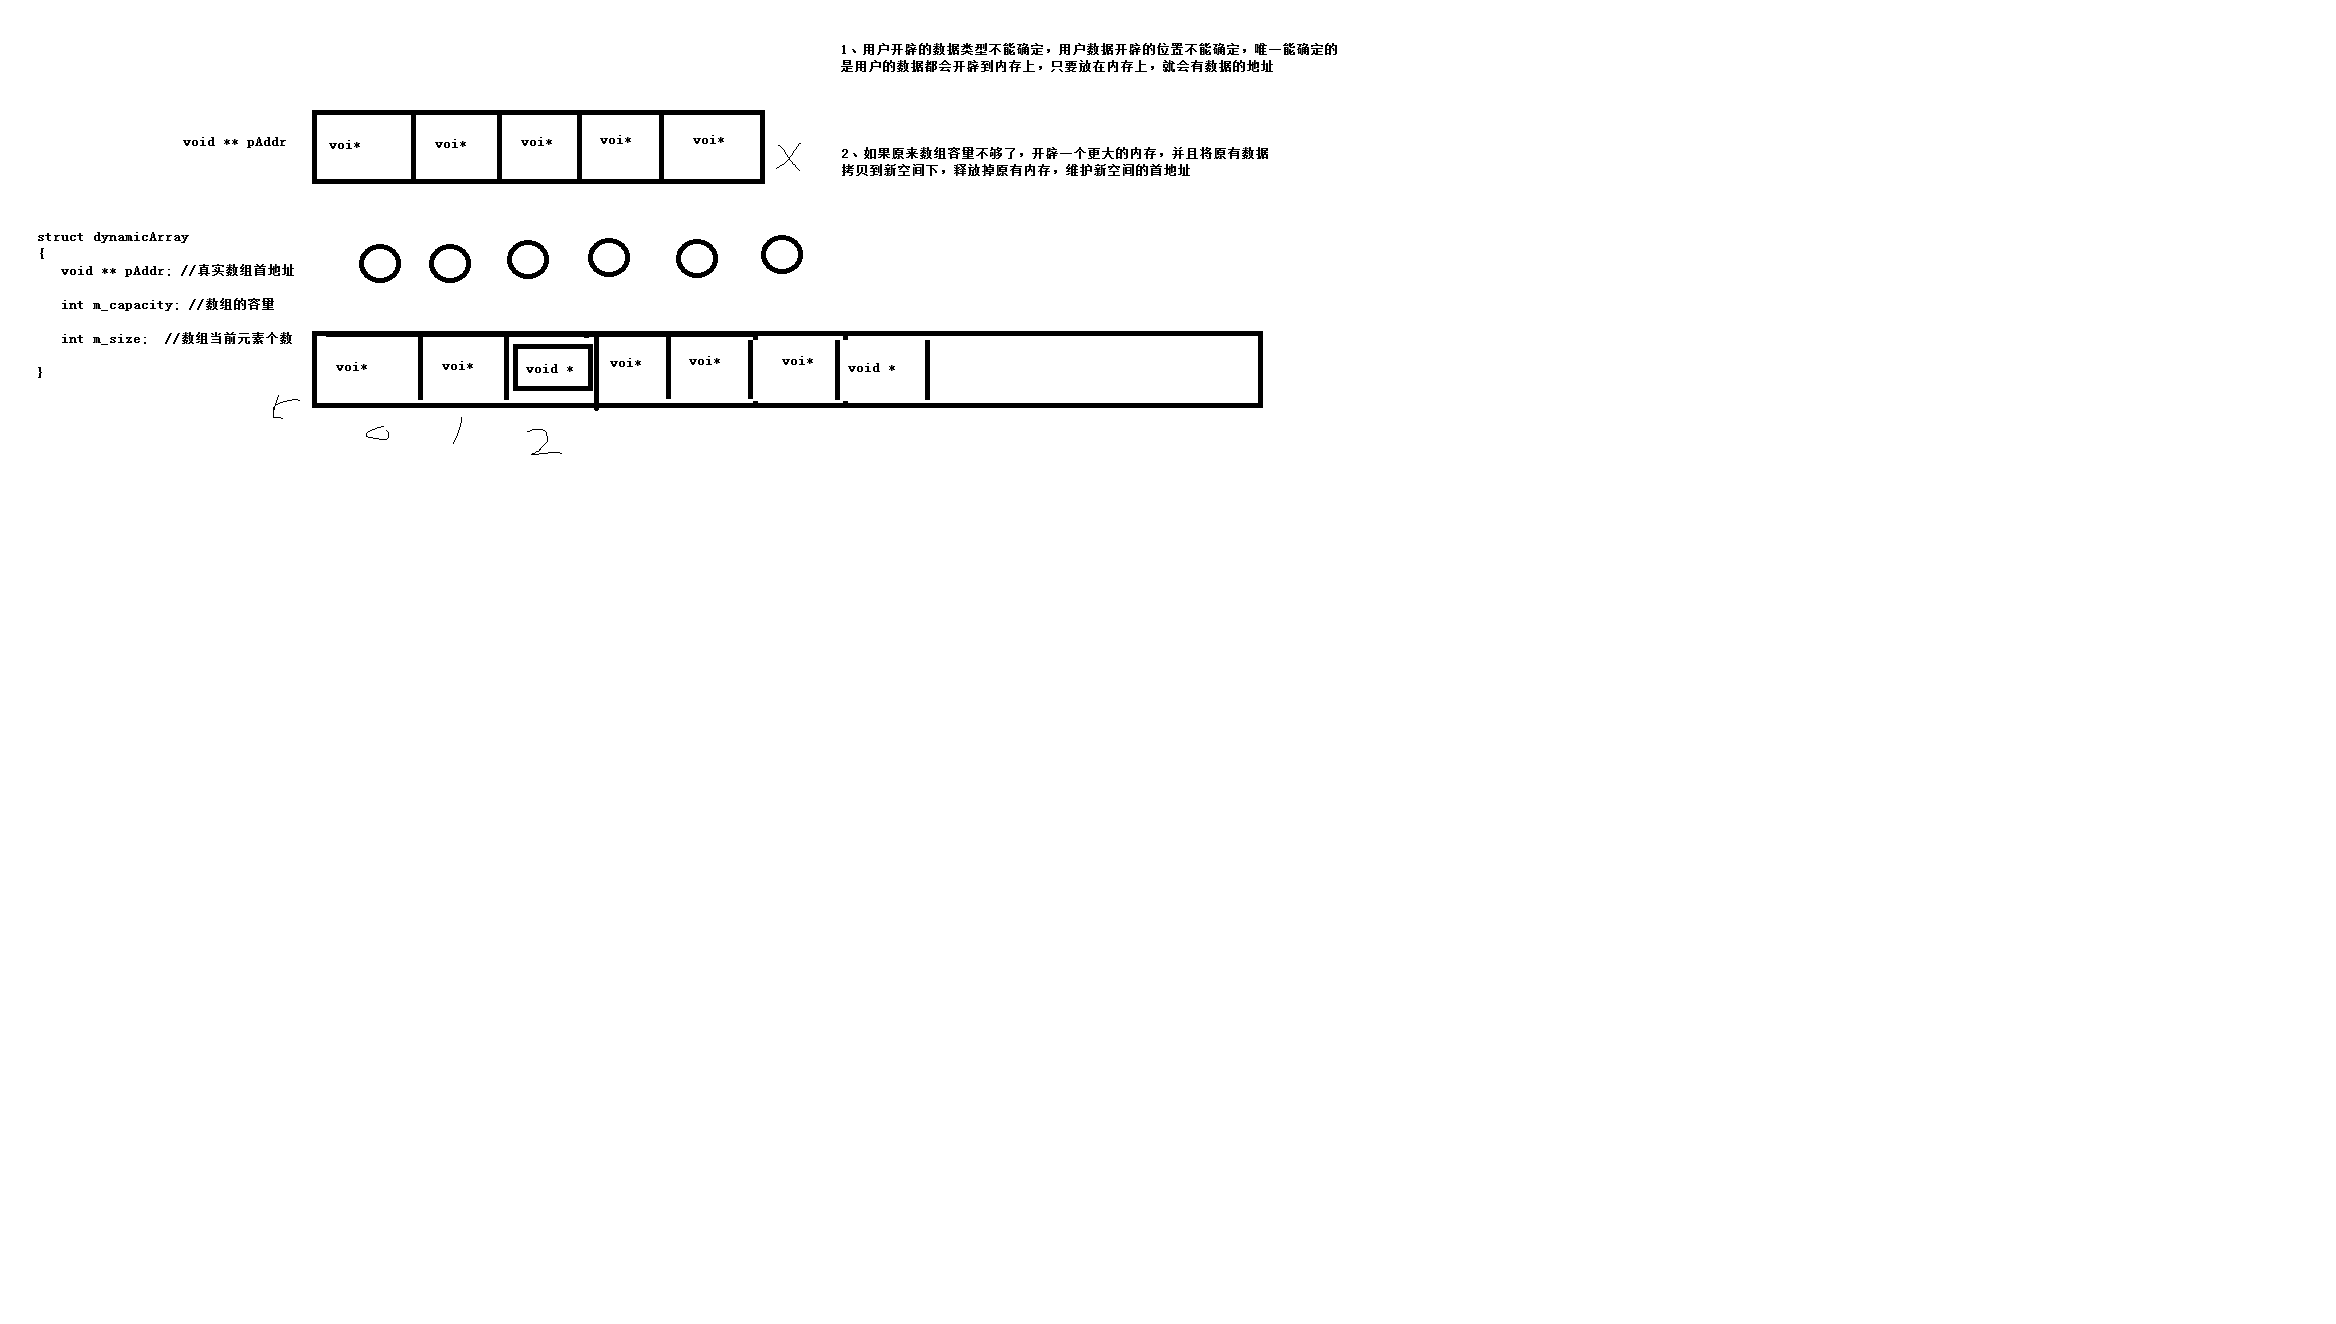 1、用户开辟的数据类型不能确定，用户数据开辟的位置不能确定，唯一能确定的
是用户的数据都会开辟到内存上，只要放在内存上，就会有数据的地址
void ** pAddr
voi* voi* voi* voi* voi*
X
2、如果原来数组容量不够了，开辟一个更大的内存，并且将原有数据
拷贝到新空间下，释放掉原有内存，维护新空间的首地址
struct dynamicArray
{
void ** pAddr; //真实数组首地址
int m_capacity; //数组的容量
int m_size; //数组当前元素个数
}
voi* voi* void * voi* voi* voi* void *
0 1 2